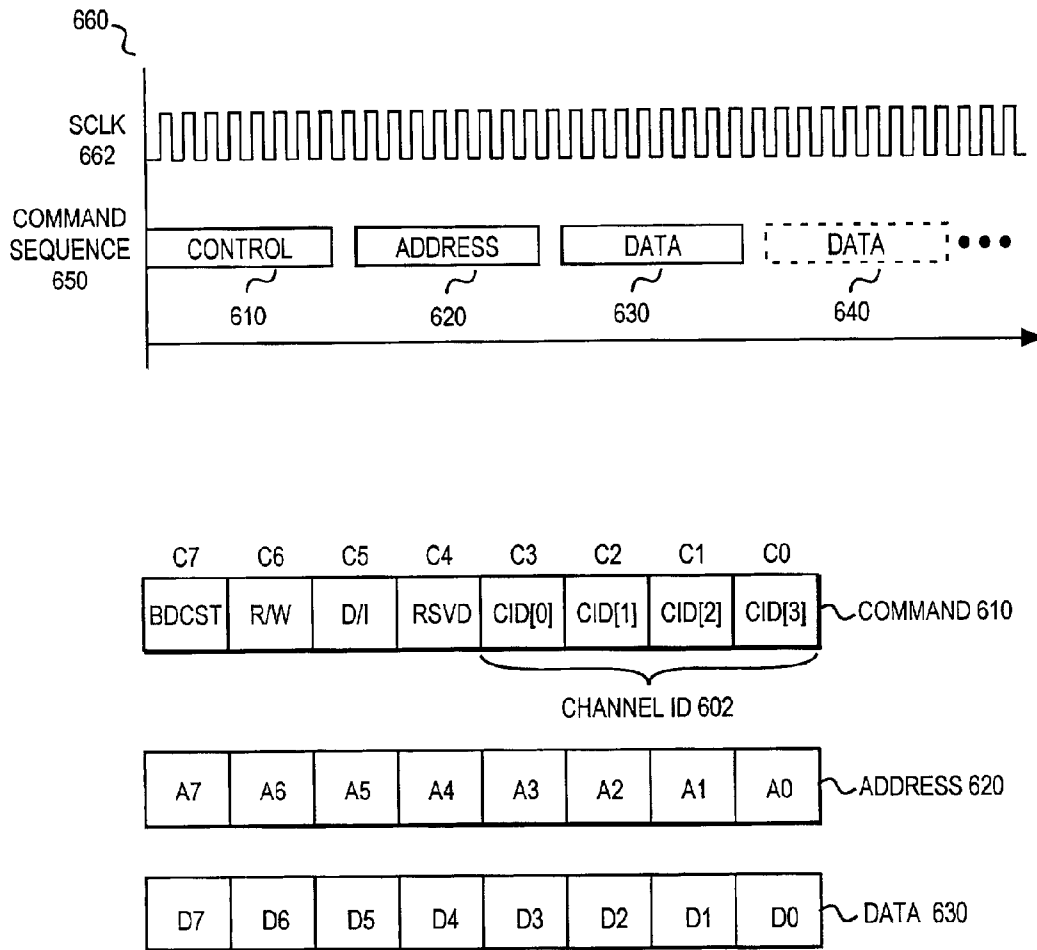 660
SCLK
662
COMMAND
SEQUENCE
650
CONTROL ADDRESS DATA DATA •••
610 620 630 640
C7 C6 C5 C4 C3 C2 C1 C0
BDCST R/W D/I RSVD CID[0] CID[1] CID[2] CID[3] COMMAND 610
CHANNEL ID 602
A7 A6 A5 A4 A3 A2 A1 A0 ADDRESS 620
D7 D6 D5 D4 D3 D2 D1 D0 DATA 630